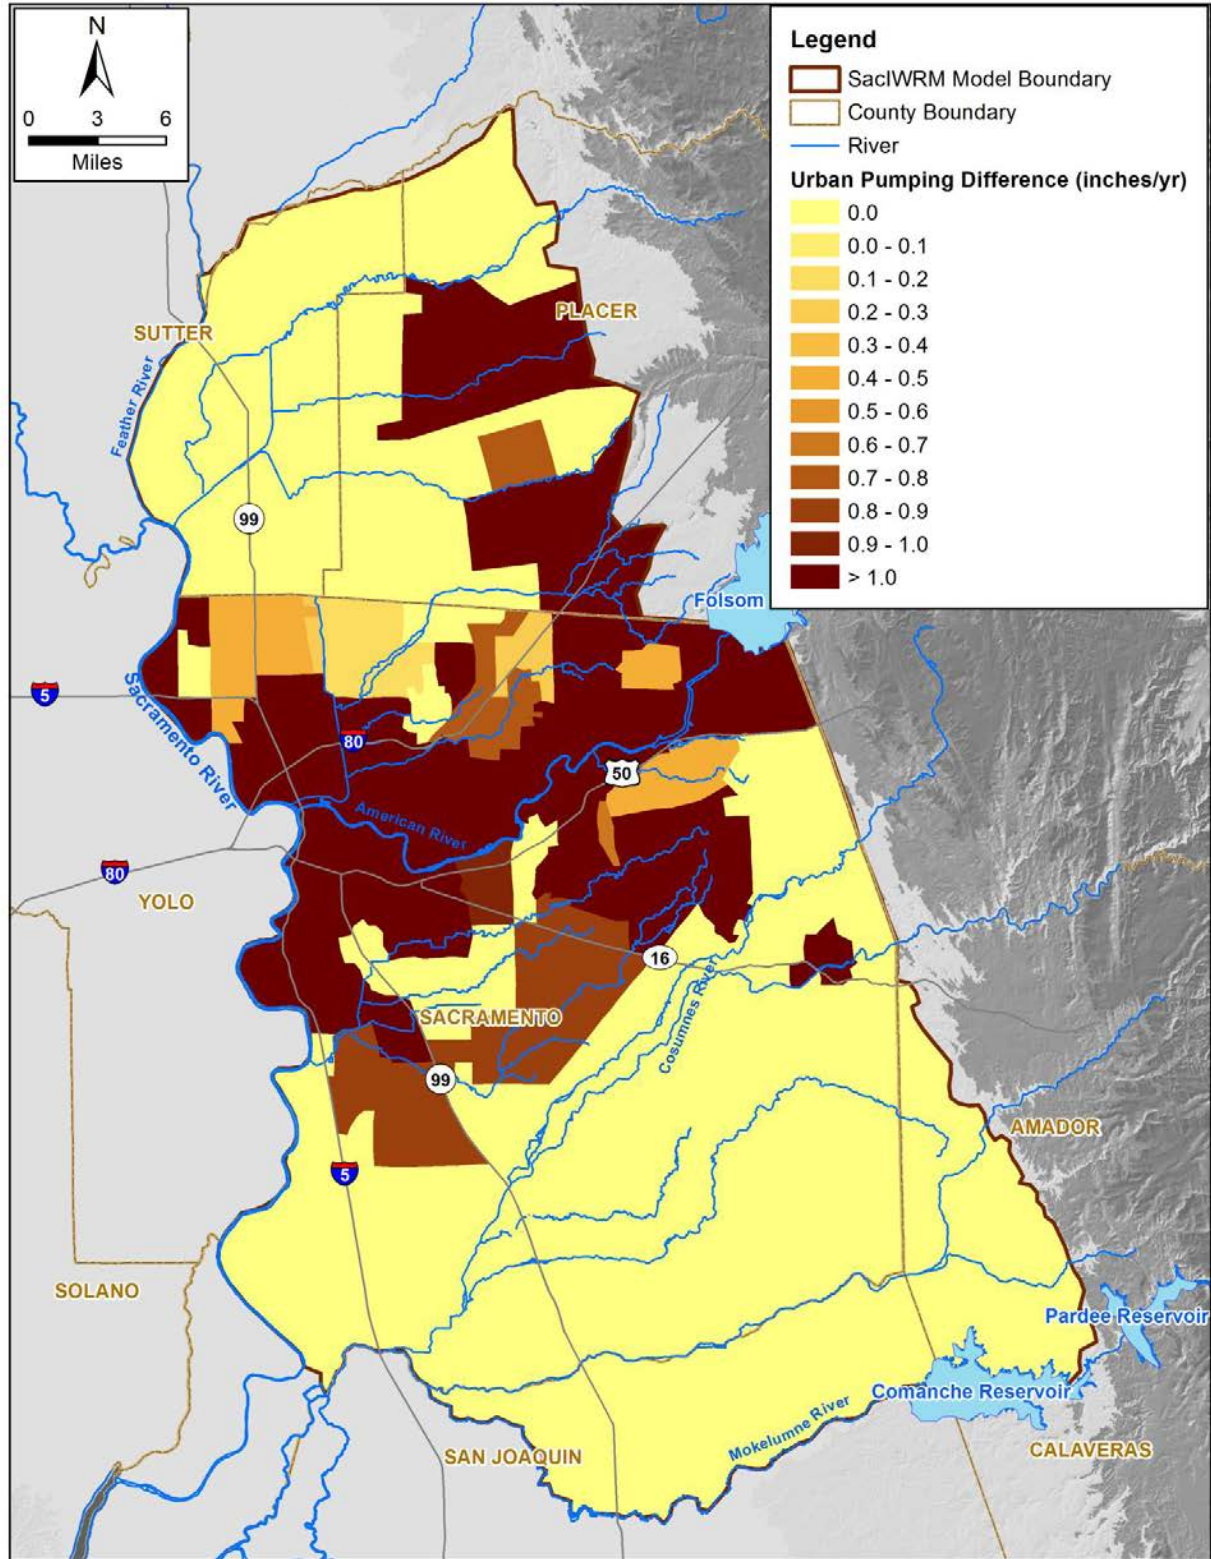 N
0 3 6
Miles
Legend
SacIWRM Model Boundary
County Boundary
River
Urban Pumping Difference (inches/yr)
0.0
0.0 - 0.1
0.1 - 0.2
0.2 - 0.3
0.3 - 0.4
0.4 - 0.5
0.5 - 0.6
0.6 - 0.7
0.7 - 0.8
0.8 - 0.9
0.9 - 1.0
> 1.0
PLACER
SUTTER
Feather River
99
Folsom
5
Sacramento River
80
50
American River
80
YOLO
16
Cosumnes River
SACRAMENTO
99
AMADOR
5
SOLANO
Pardee Reservoir
Comanche Reservoir
Mokelumne River
SAN JOAQUIN
CALAVERAS